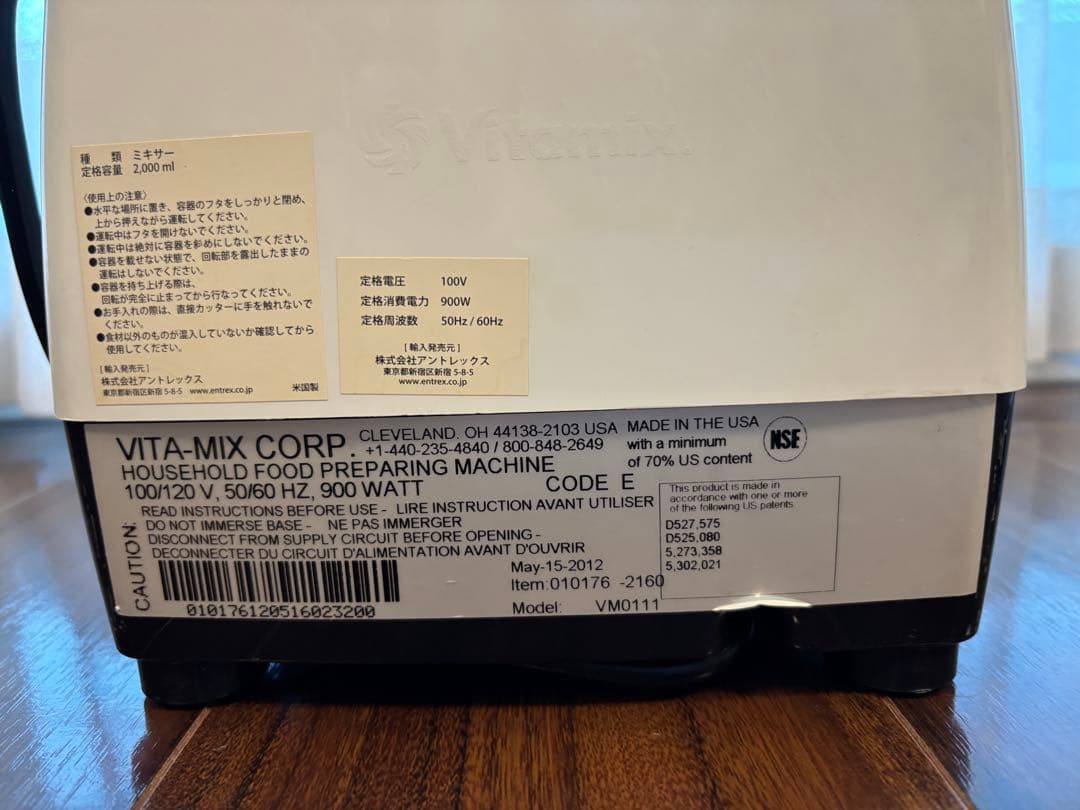 Vitamix.
種 類 ミキサー
定格容量 2,000 ml
〈使用上の注意〉
●水平な場所に置き、容器のフタをしっかりと閉め、
上から押えながら運転してください。
●運転中はフタを開けないでください。
●運転中は絶対に容器を斜めにしないでください。
●容器を載せない状態で、回転部を露出したままの
運転はしないでください。
●容器を持ち上げる際は、
回転が完全に止まってから行なってください。
●お手入れの際は、直接カッターに手を触れないで
ください。
●食材以外のものが混入していないか確認してから
使用してください。
[輸入発売元]
株式会社アントレックス
東京都新宿区新宿 5-8-5 www.entrex.co.jp 米国製
定格電圧 100V
定格消費電力 900W
定格周波数 50Hz / 60Hz
[輸入発売元]
株式会社アントレックス
東京都新宿区新宿 5-8-5
www.entrex.co.jp
VITA-MIX CORP. CLEVELAND, OH 44138-2103 USA
+1-440-235-4840 / 800-848-2649
HOUSEHOLD FOOD PREPARING MACHINE
100/120 V, 50/60 HZ, 900 WATT CODE E
MADE IN THE USA
with a minimum
of 70% US content
NSF
CAUTION:
READ INSTRUCTIONS BEFORE USE - LIRE INSTRUCTION AVANT UTILISER
DO NOT IMMERSE BASE - NE PAS IMMERGER
DISCONNECT FROM SUPPLY CIRCUIT BEFORE OPENING -
DECONNECTER DU CIRCUIT D'ALIMENTATION AVANT D'OUVRIR
This product is made in
accordance with one or more
of the following US patents:
D527,575
D525,080
5,273,358
5,302,021
May-15-2012
Item:010176 -2160
Model: VM0111
010176120516023200